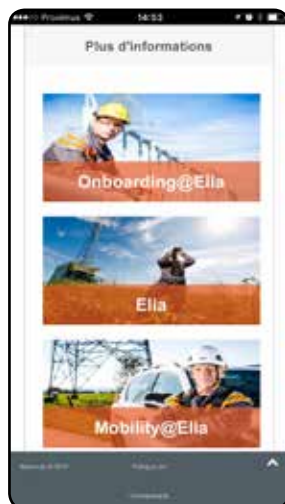 Proximus 14:53
Plus d'informations
Onboarding@Elia
Elia
Mobility@Elia